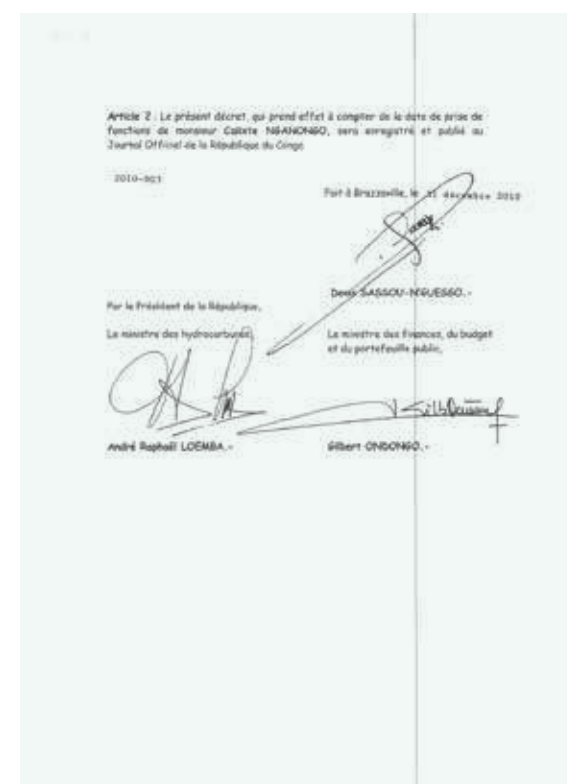 Article 2 : Le présent décret, qui prend effet à compter de la date de prise de
fonctions de monsieur Calixte NGANONGO, sera enregistré et publié au
Journal Officiel de la République du Congo
Fait à Brazzaville, le 31 décembre 2010
Denis SASSOU-N'GUESSO.-
Par le Président de la République,
Le ministre des hydrocarbures,
Le ministre des finances, du budget
et du portefeuille public,
André Raphaël LOEMBA.-
Gilbert ONDONGO.-